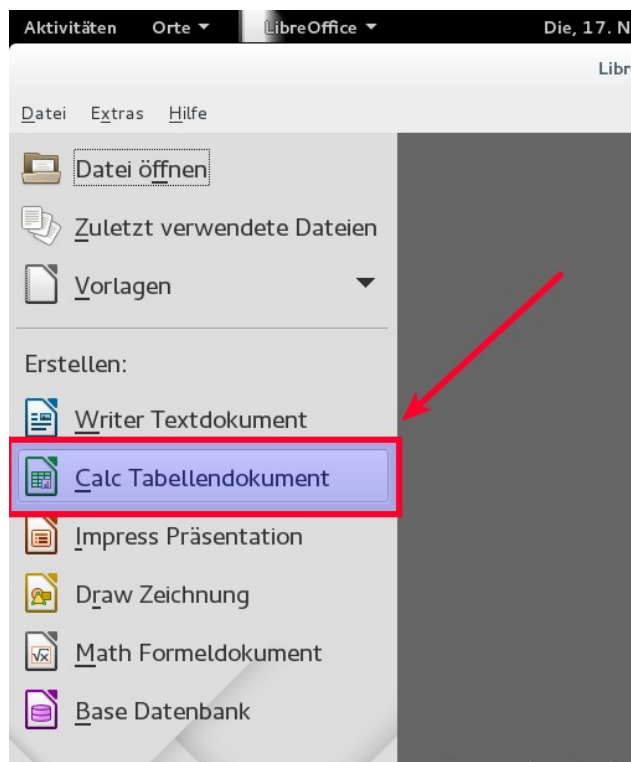 Aktivitäten Orte LibreOffice Die, 17. N
Libr
Datei Extras Hilfe
Datei öffnen
Zuletzt verwendete Dateien
Vorlagen
Erstellen:
Writer Textdokument
Calc Tabellendokument
Impress Präsentation
Draw Zeichnung
Math Formeldokument
Base Datenbank